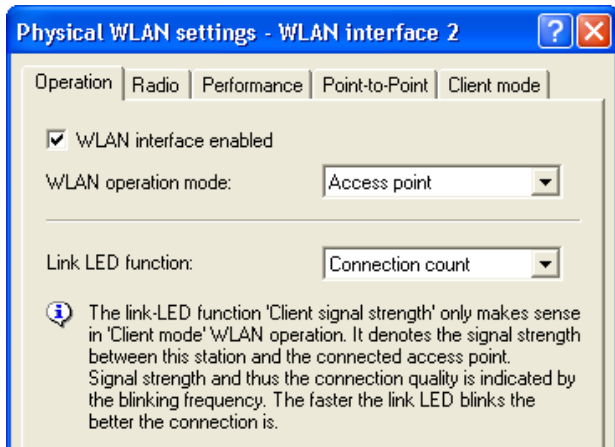 Physical WLAN settings - WLAN interface 2
Operation Radio Performance Point-to-Point Client mode
WLAN interface enabled
WLAN operation mode: Access point
Link LED function: Connection count
The link-LED function 'Client signal strength' only makes sense
in 'Client mode' WLAN operation. It denotes the signal strength
between this station and the connected access point.
Signal strength and thus the connection quality is indicated by
the blinking frequency. The faster the link LED blinks the
better the connection is.